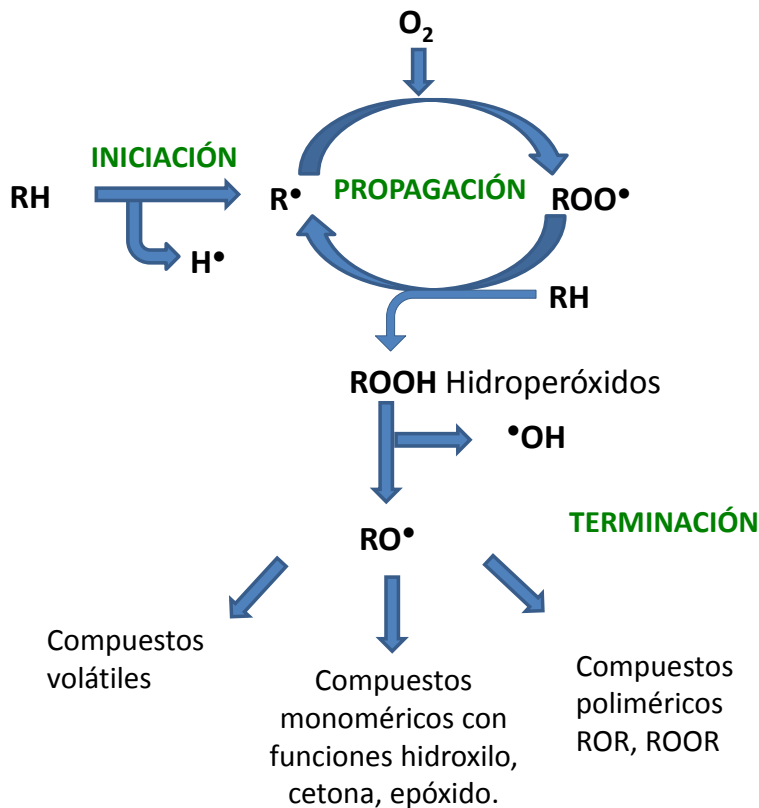 O₂
INICIACIÓN
RH
R•
PROPAGACIÓN
ROO•
H•
RH
ROOH Hidroperóxidos
•OH
TERMINACIÓN
RO•
Compuestos
volátiles
Compuestos
monoméricos con
funciones hidroxilo,
cetona, epóxido.
Compuestos
poliméricos
ROR, ROOR